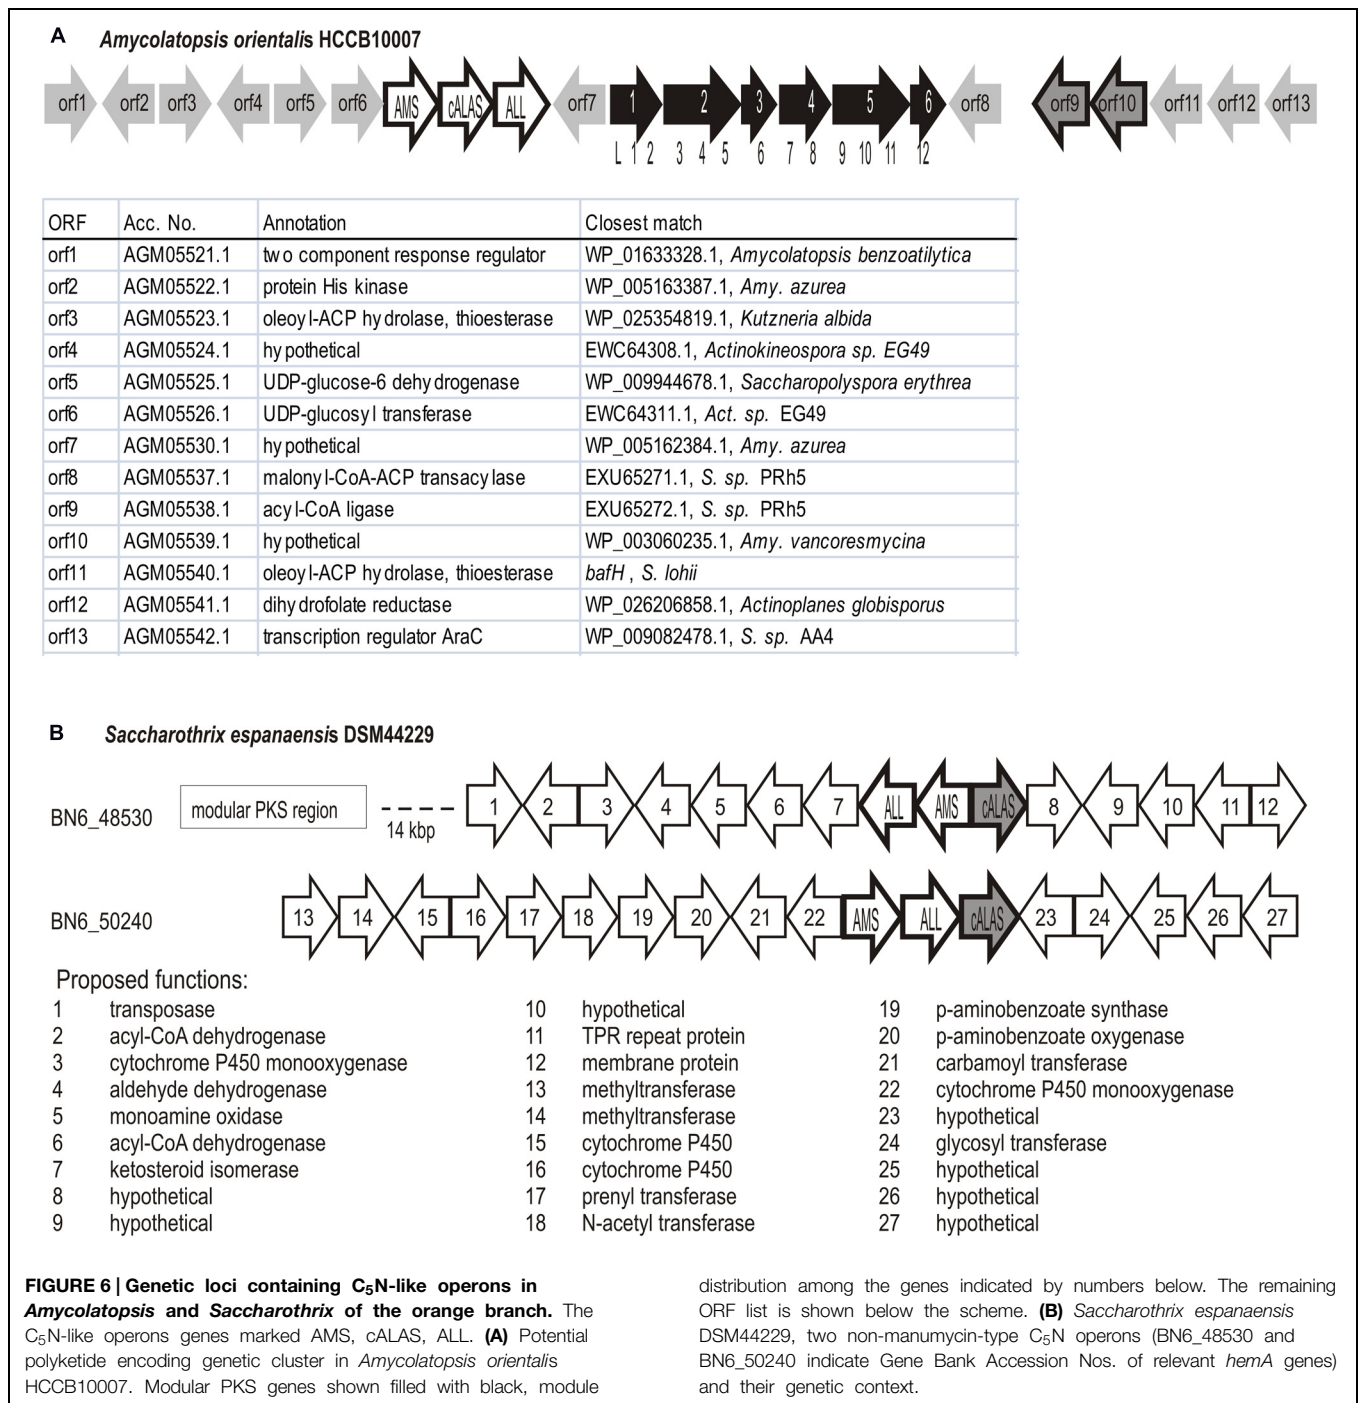 A Amycolatopsis orientalis HCCB10007
orf1 orf2 orf3 orf4 orf5 orf6 AMS cALAS ALL orf7 1 2 3 4 5 6 orf8 orf9 orf10 orf11 orf12 orf13
L 1 2 3 4 5 6 7 8 9 10 11 12
ORF Acc. No. Annotation Closest match
orf1 AGM05521.1 two component response regulator WP_01633328.1, Amycolatopsis benzoatilytica
orf2 AGM05522.1 protein His kinase WP_005163387.1, Amy. azurea
orf3 AGM05523.1 oleoyl-ACP hydrolase, thioesterase WP_025354819.1, Kutzneria albida
orf4 AGM05524.1 hypothetical EWC64308.1, Actinokineospora sp. EG49
orf5 AGM05525.1 UDP-glucose-6 dehydrogenase WP_009944678.1, Saccharopolyspora erythrea
orf6 AGM05526.1 UDP-glucosyl transferase EWC64311.1, Act. sp. EG49
orf7 AGM05530.1 hypothetical WP_005162384.1, Amy. azurea
orf8 AGM05537.1 malonyl-CoA-ACP transacylase EXU65271.1, S. sp. PRh5
orf9 AGM05538.1 acyl-CoA ligase EXU65272.1, S. sp. PRh5
orf10 AGM05539.1 hypothetical WP_003060235.1, Amy. vancoresmycina
orf11 AGM05540.1 oleoyl-ACP hydrolase, thioesterase bafH , S. lohii
orf12 AGM05541.1 dihydrofolate reductase WP_026206858.1, Actinoplanes globisporus
orf13 AGM05542.1 transcription regulator AraC WP_009082478.1, S. sp. AA4
B Saccharothrix espanaensis DSM44229
BN6_48530 modular PKS region 14 kbp 1 2 3 4 5 6 7 ALL AMS cALAS 8 9 10 11 12
BN6_50240 13 14 15 16 17 18 19 20 21 22 AMS ALL cALAS 23 24 25 26 27
Proposed functions:
1 transposase
2 acyl-CoA dehydrogenase
3 cytochrome P450 monooxygenase
4 aldehyde dehydrogenase
5 monoamine oxidase
6 acyl-CoA dehydrogenase
7 ketosteroid isomerase
8 hypothetical
9 hypothetical
10 hypothetical
11 TPR repeat protein
12 membrane protein
13 methyltransferase
14 methyltransferase
15 cytochrome P450
16 cytochrome P450
17 prenyl transferase
18 N-acetyl transferase
19 p-aminobenzoate synthase
20 p-aminobenzoate oxygenase
21 carbamoyl transferase
22 cytochrome P450 monooxygenase
23 hypothetical
24 glycosyl transferase
25 hypothetical
26 hypothetical
27 hypothetical
FIGURE 6 | Genetic loci containing C5N-like operons in
Amycolatopsis and Saccharothrix of the orange branch. The
C5N-like operons genes marked AMS, cALAS, ALL. (A) Potential
polyketide encoding genetic cluster in Amycolatopsis orientalis
HCCB10007. Modular PKS genes shown filled with black, module
distribution among the genes indicated by numbers below. The remaining
ORF list is shown below the scheme. (B) Saccharothrix espanaensis
DSM44229, two non-manumycin-type C5N operons (BN6_48530 and
BN6_50240 indicate Gene Bank Accession Nos. of relevant hemA genes)
and their genetic context.